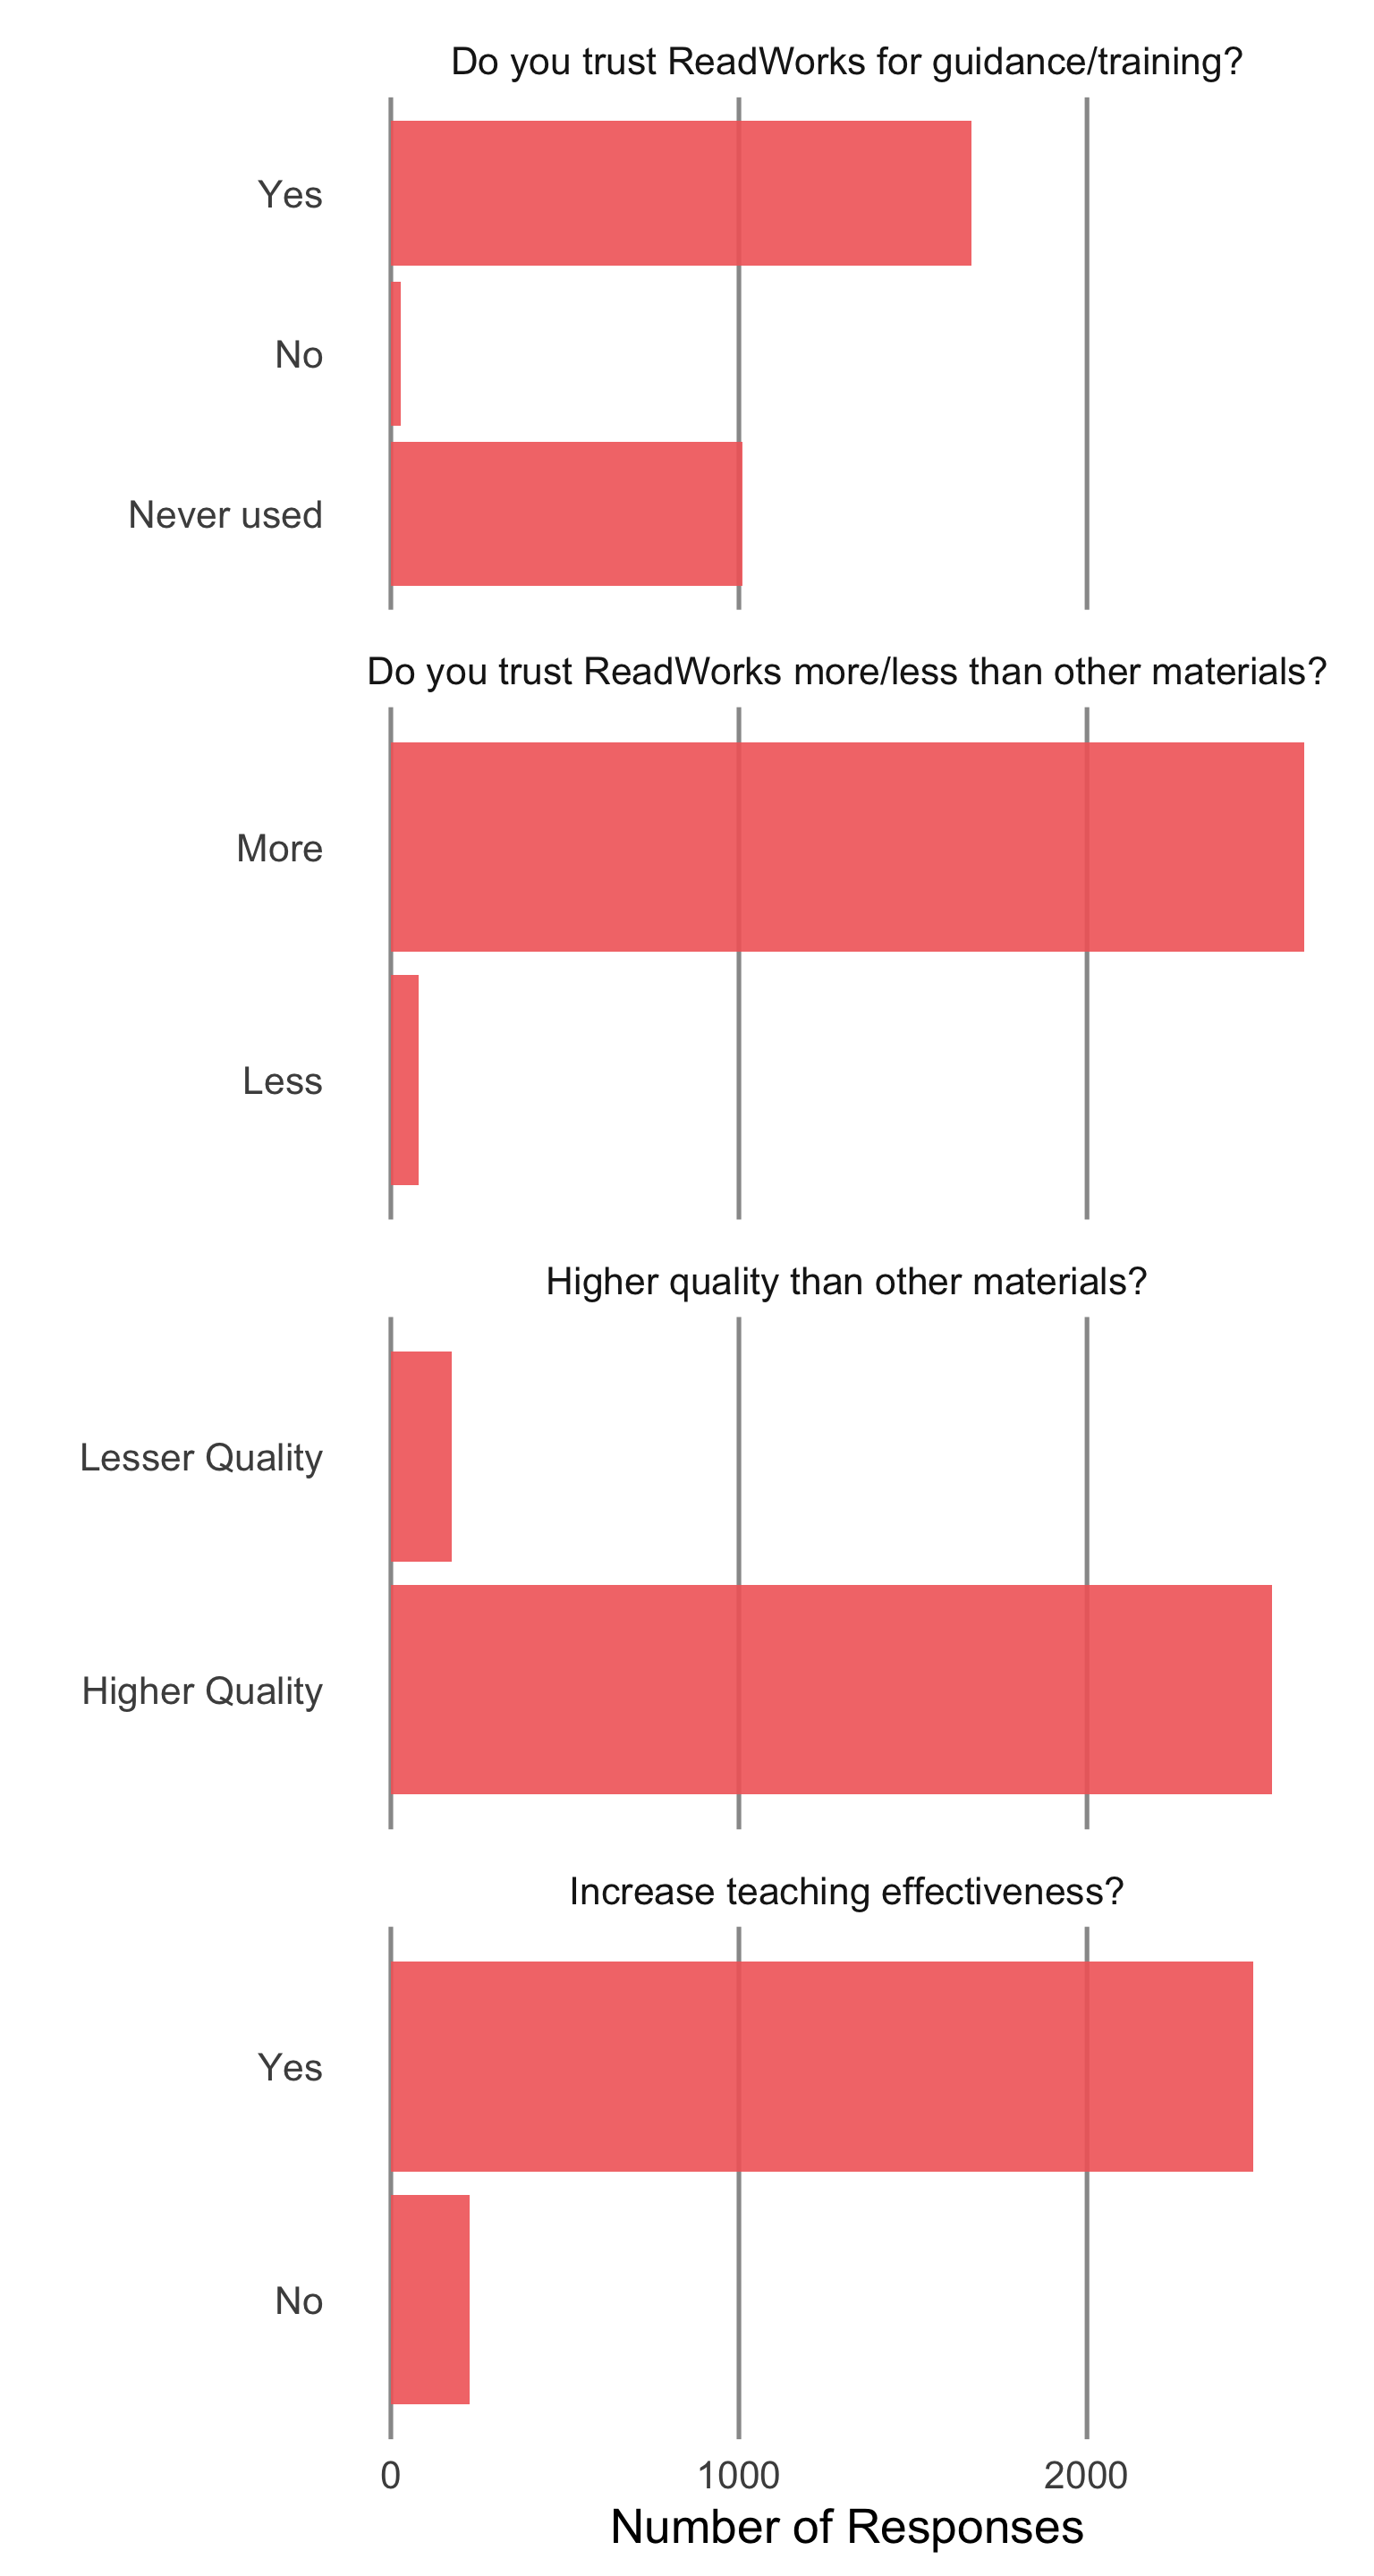 Do you trust ReadWorks for guidance/training?
Yes
No
Never used
Do you trust ReadWorks more/less than other materials?
More
Less
Higher quality than other materials?
Lesser Quality
Higher Quality
Increase teaching effectiveness?
Yes
No
0 1000 2000
Number of Responses